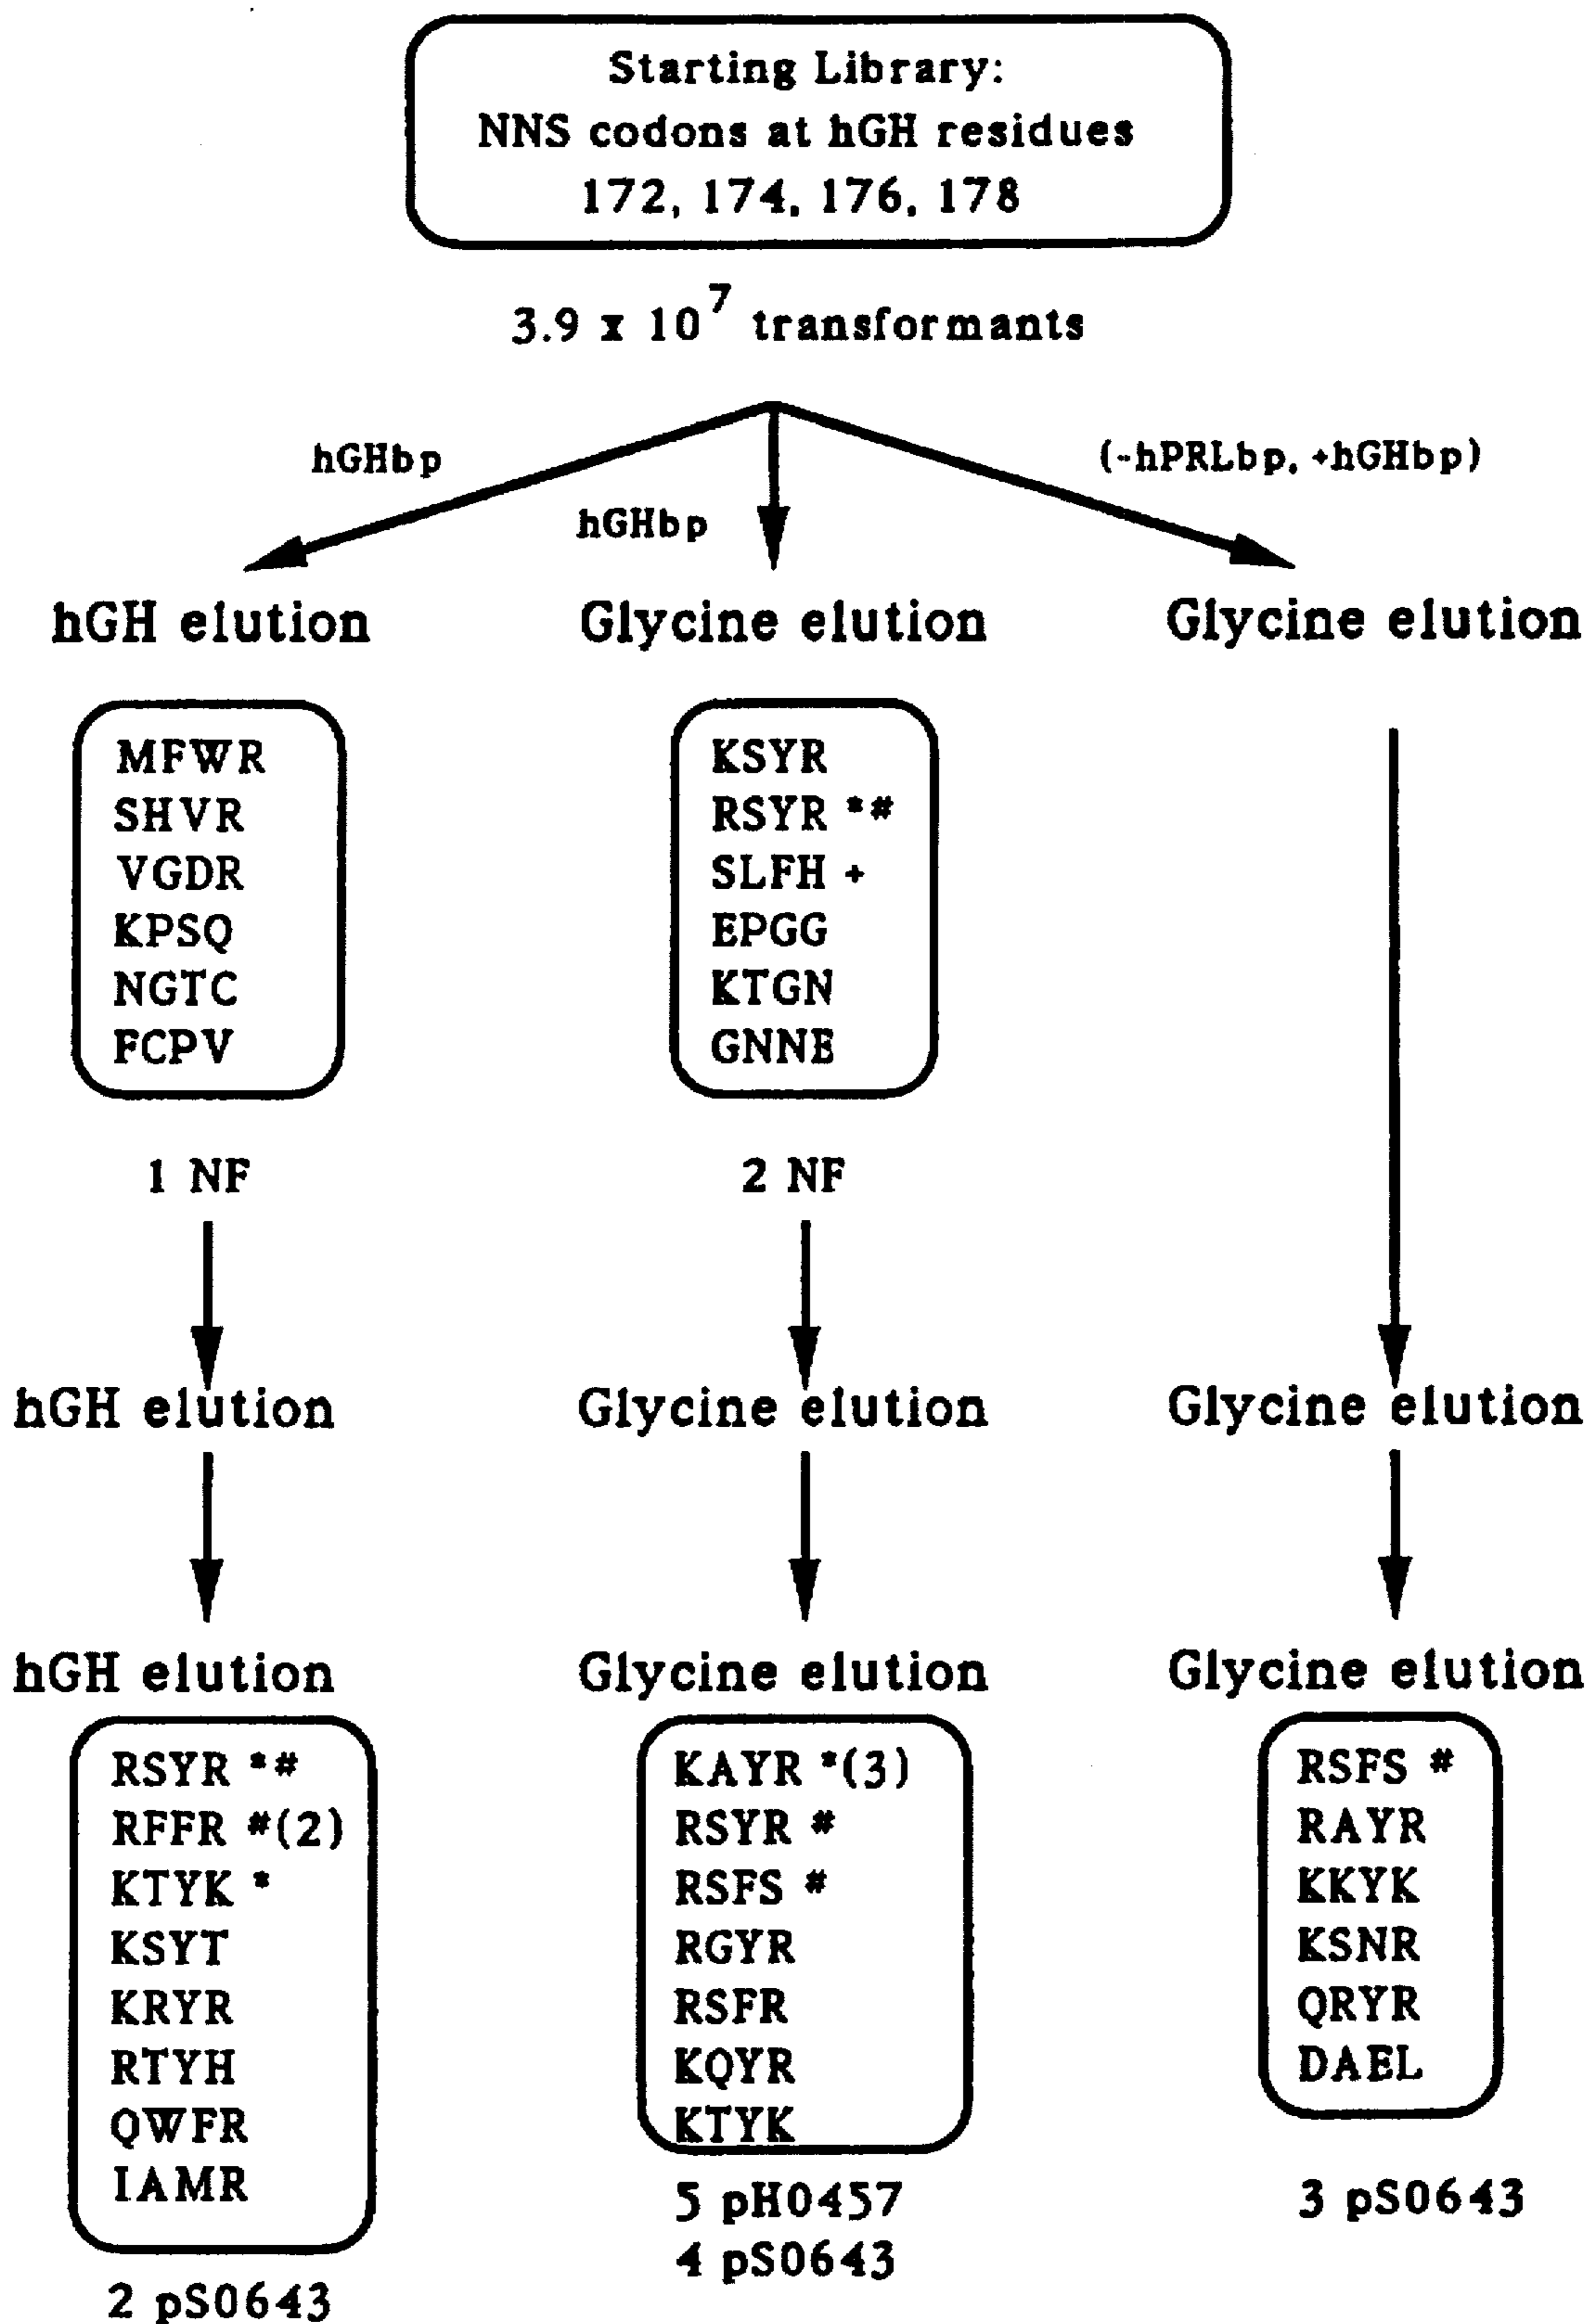 Starting Library:
NNS codons at hGH residues
172, 174, 176, 178
3.9 x 10^7 transformants
hGHbp
hGHbp
(-hPRLbp, +hGHbp)
hGH elution
Glycine elution
Glycine elution
MFWR
SHVR
VGDR
KPSQ
NGTC
FCPV
1 NF
KSYR
RSYR *#
SLFH +
EPGG
KTGN
GNNE
2 NF
hGH elution
Glycine elution
Glycine elution
hGH elution
Glycine elution
Glycine elution
RSYR *#
RFFR #(2)
KTYK *
KSYT
KRYR
RTYH
QWFR
IAMR
2 pS0643
KAYR *(3)
RSYR #
RSFS #
RGYR
RSFR
KQYR
KTYK
5 pH0457
4 pS0643
RSFS #
RAYR
KKYK
KSNR
QRYR
DAEL
3 pS0643